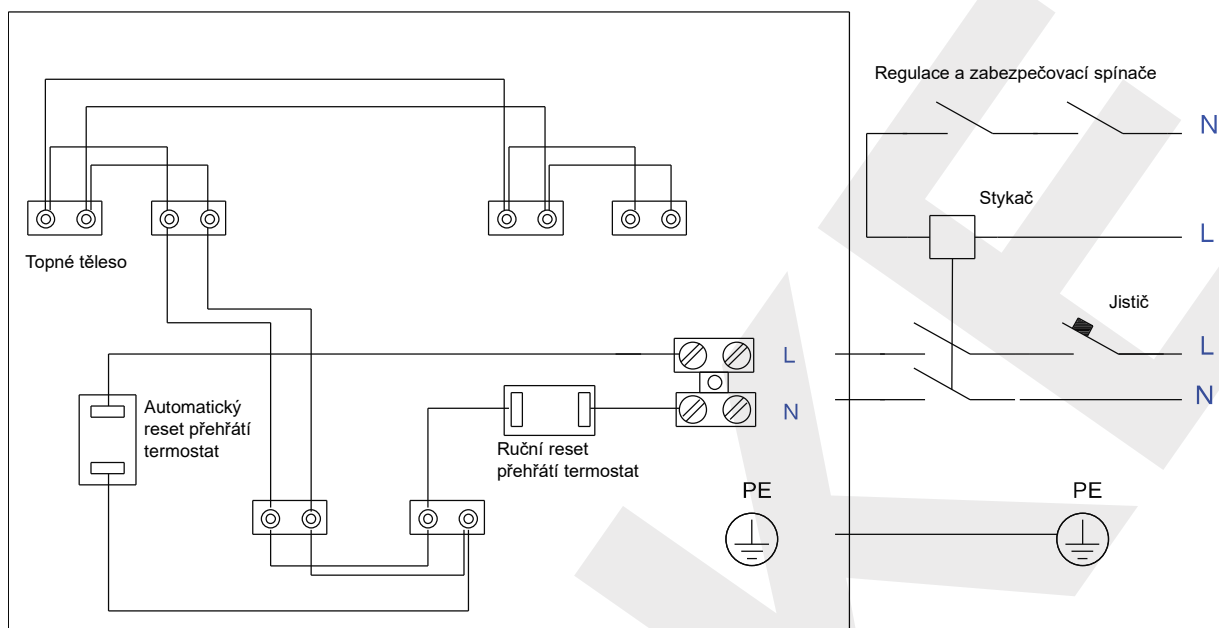 Regulace a zabezpečovací spínače
N
Stykač
L
Topné těleso
Jistič
L
L
N
N
Automatický
reset přehřátí
termostat
Ruční reset
přehřátí termostat
PE
PE